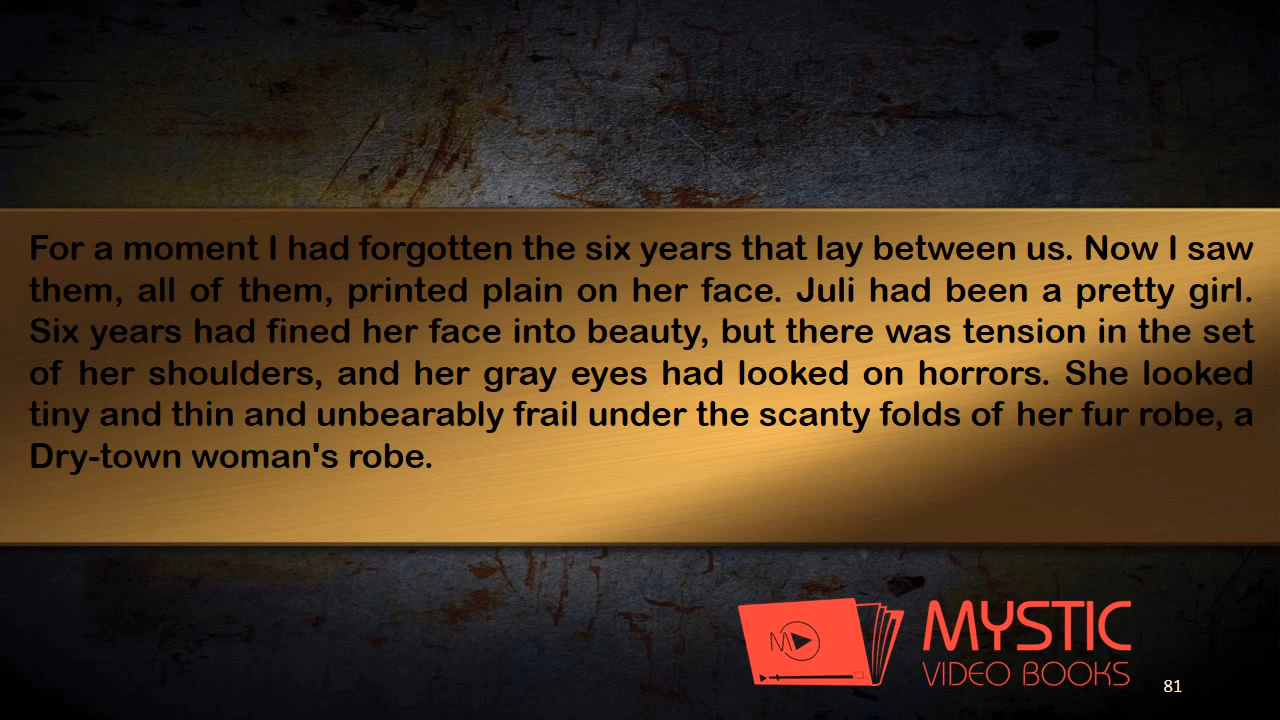 For a moment I had forgotten the six years that lay between us. Now I saw
them, all of them, printed plain on her face. Juli had been a pretty girl.
Six years had fined her face into beauty, but there was tension in the set
of her shoulders, and her gray eyes had looked on horrors. She looked
tiny and thin and unbearably frail under the scanty folds of her fur robe, a
Dry-town woman's robe.
M
MYSTIC
VIDEO BOOKS
81